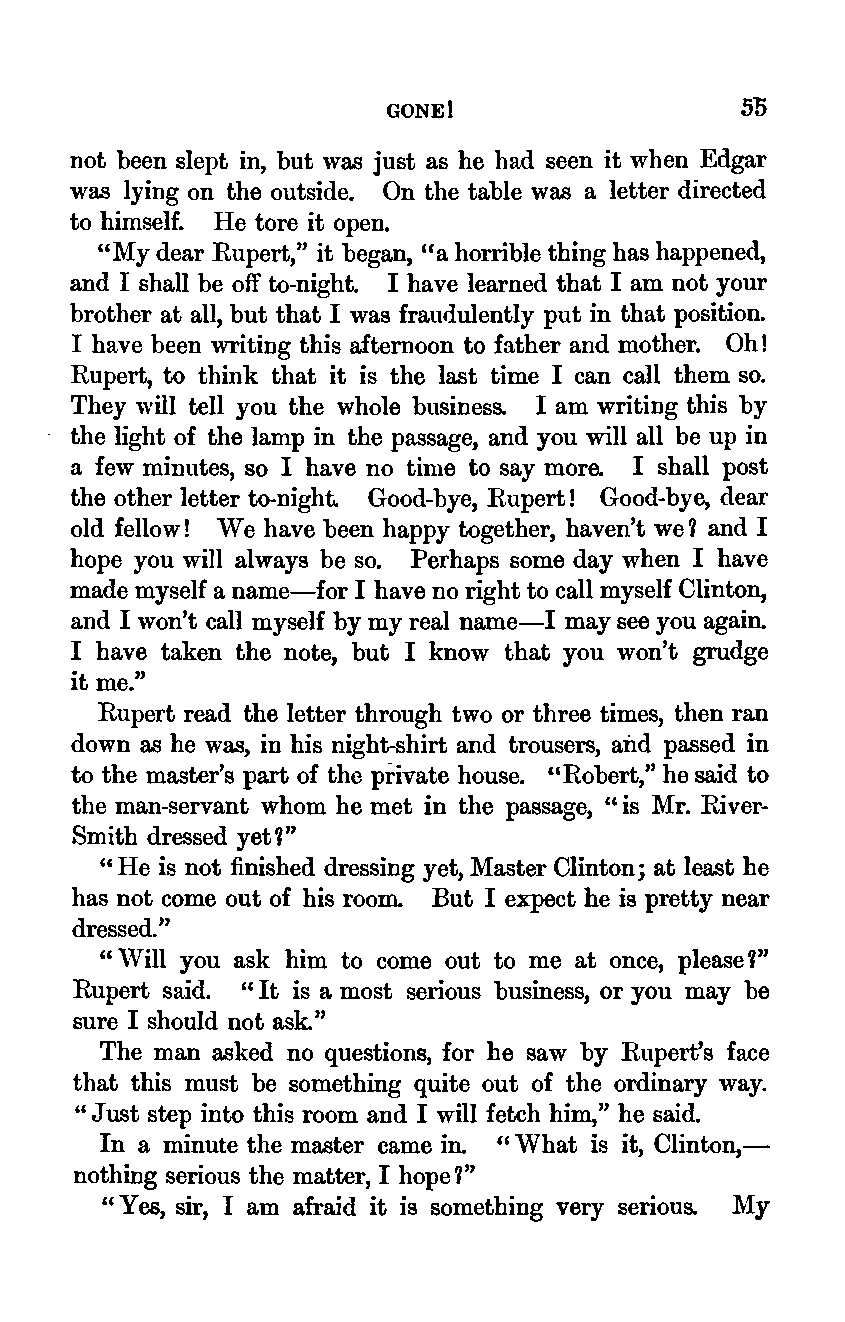 GONE! 55
not been slept in, but was just as he had seen it when Edgar
was lying on the outside. On the table was a letter directed
to himself. He tore it open.
“My dear Rupert,” it began, “a horrible thing has happened,
and I shall be off to-night. I have learned that I am not your
brother at all, but that I was fraudulently put in that position.
I have been writing this afternoon to father and mother. Oh!
Rupert, to think that it is the last time I can call them so.
They will tell you the whole business. I am writing this by
the light of the lamp in the passage, and you will all be up in
a few minutes, so I have no time to say more. I shall post
the other letter to-night. Good-bye, Rupert! Good-bye, dear
old fellow! We have been happy together, haven’t we? and I
hope you will always be so. Perhaps some day when I have
made myself a name—for I have no right to call myself Clinton,
and I won’t call myself by my real name—I may see you again.
I have taken the note, but I know that you won’t grudge
it me.”
Rupert read the letter through two or three times, then ran
down as he was, in his night-shirt and trousers, and passed in
to the master’s part of the private house. “Robert,” he said to
the man-servant whom he met in the passage, “is Mr. River-
Smith dressed yet?”
“He is not finished dressing yet, Master Clinton; at least he
has not come out of his room. But I expect he is pretty near
dressed.”
“Will you ask him to come out to me at once, please?”
Rupert said. “It is a most serious business, or you may be
sure I should not ask.”
The man asked no questions, for he saw by Rupert’s face
that this must be something quite out of the ordinary way.
“Just step into this room and I will fetch him,” he said.
In a minute the master came in. “What is it, Clinton,—
nothing serious the matter, I hope?”
“Yes, sir, I am afraid it is something very serious. My